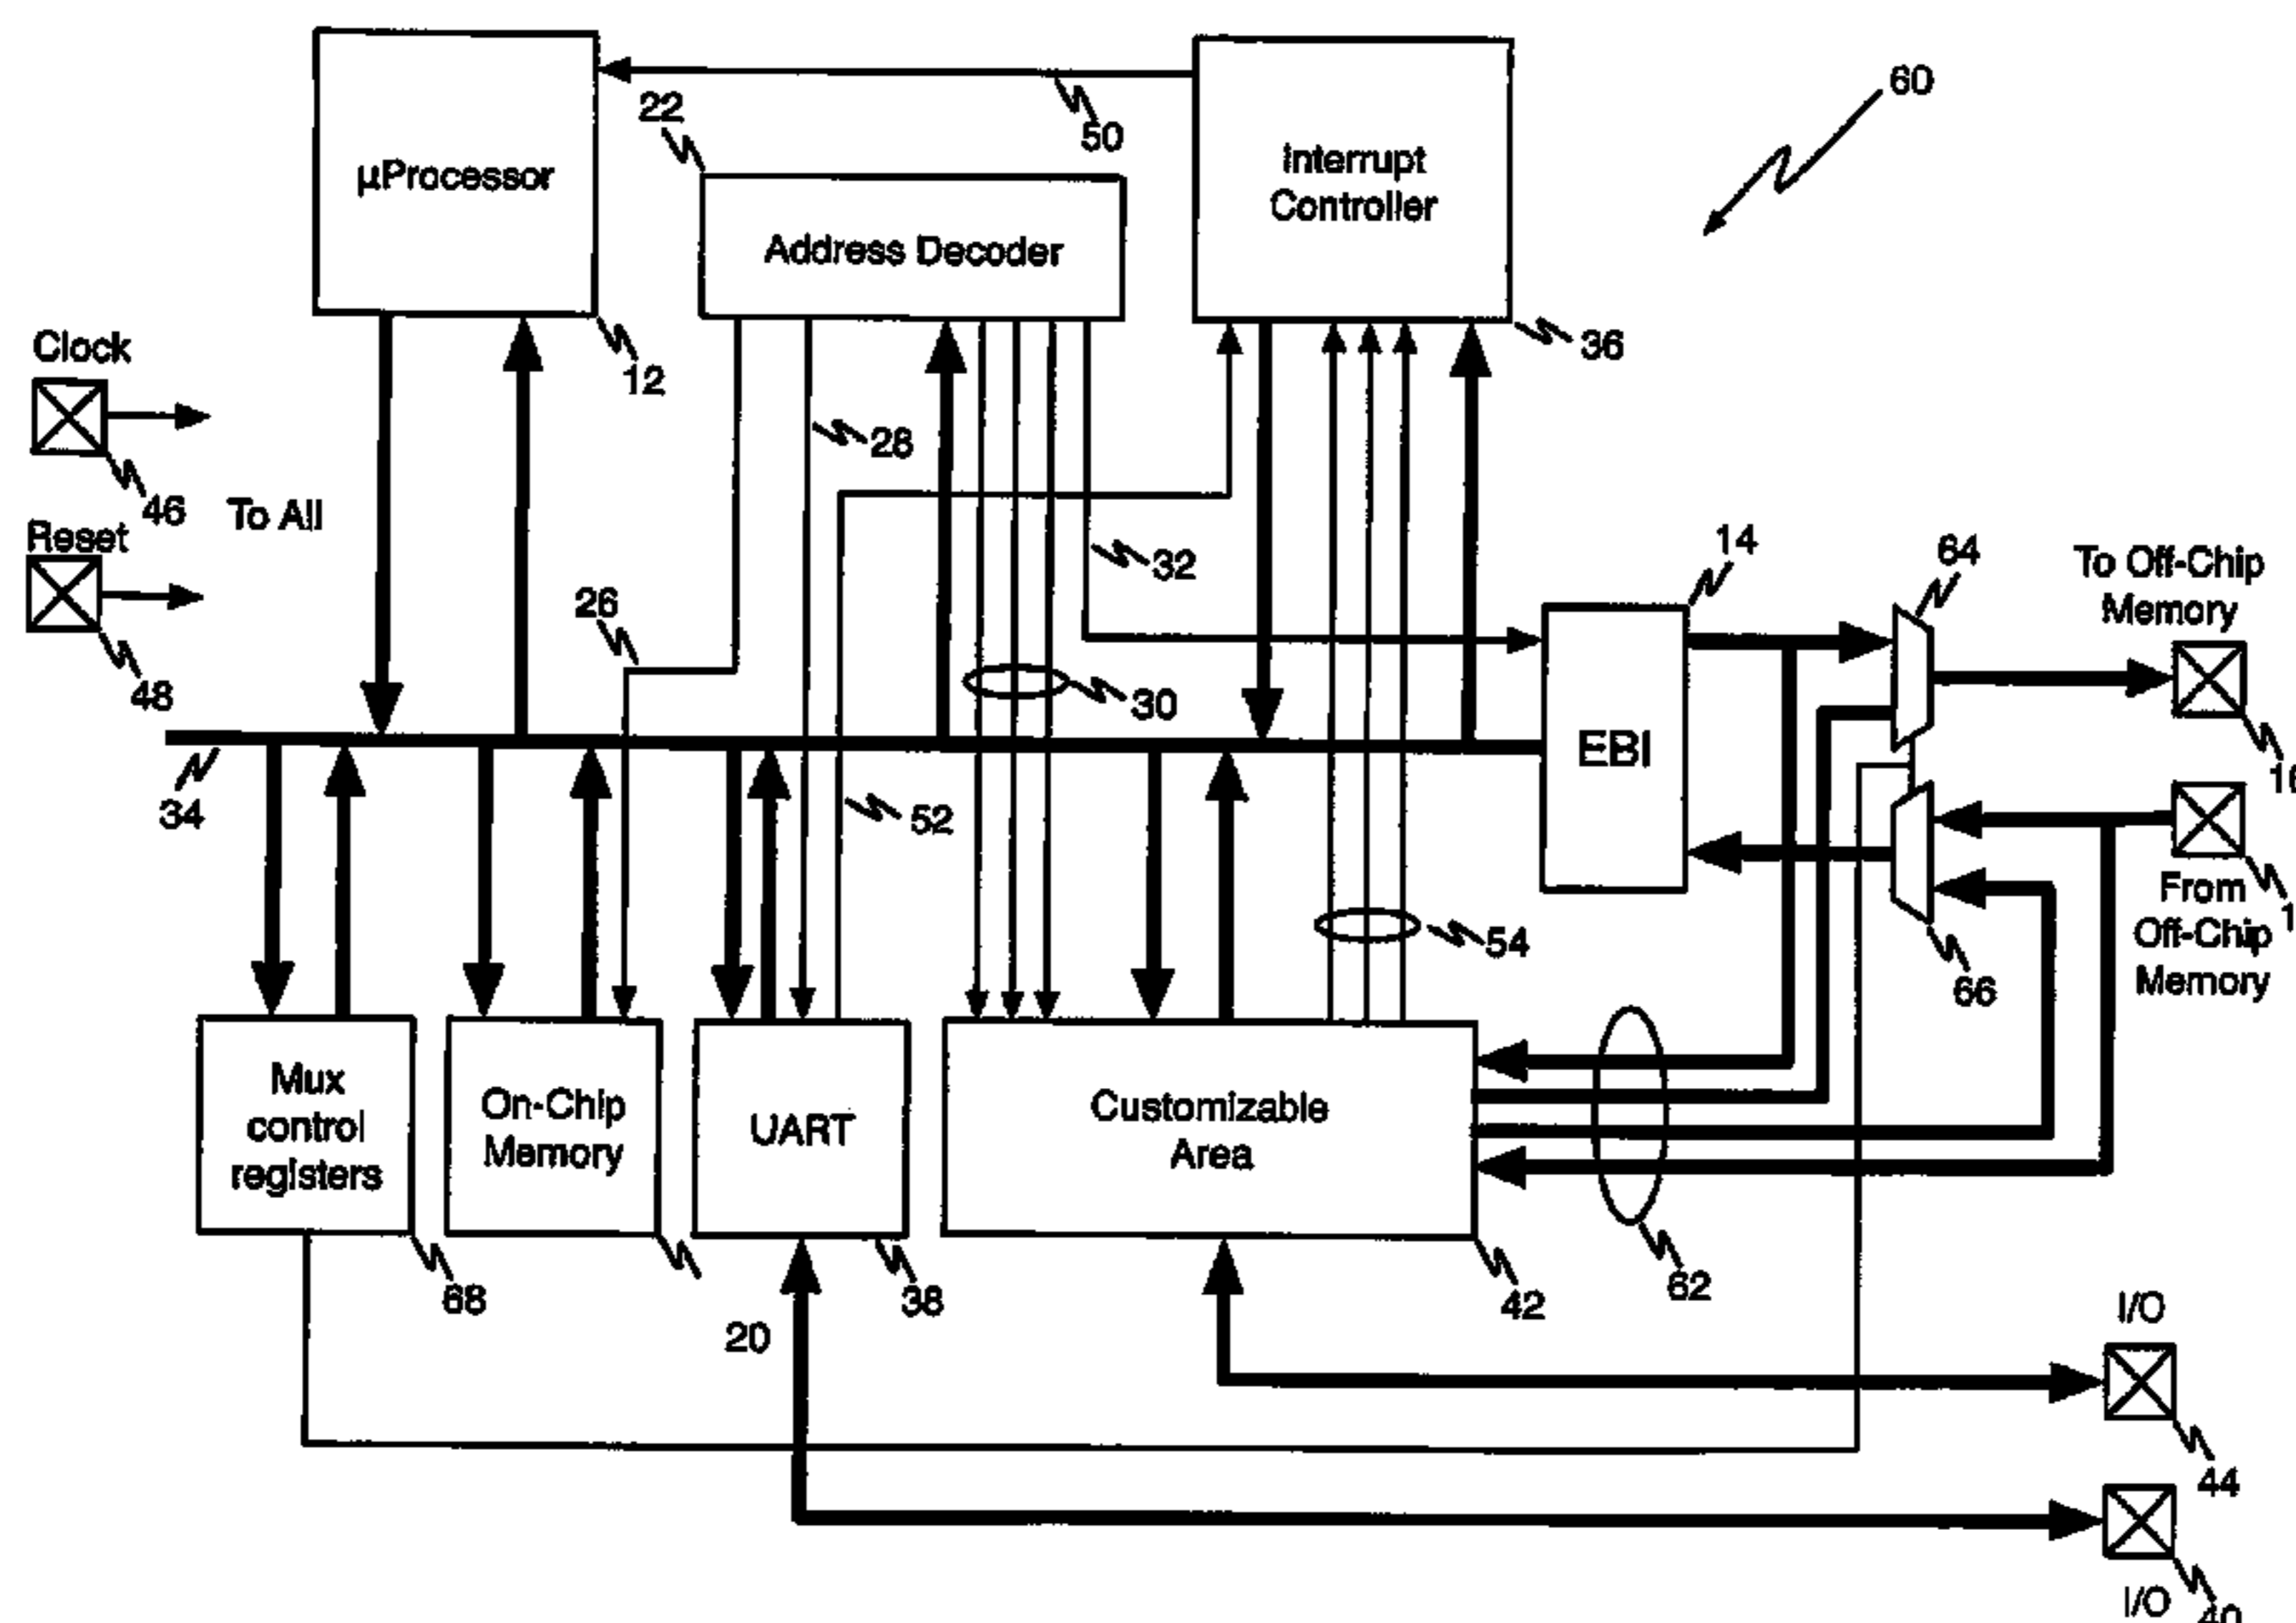 µProcessor
22
50
Interrupt
Controller
60
Address Decoder
Clock
12
36
28
46
To All
Reset
48
26
32
14
64
To Off-Chip
Memory
30
34
52
EBI
54
66
From
Off-Chip
Memory
Mux
control
registers
On-Chip
Memory
UART
Customizable
Area
68
20
38
42
62
I/O
44
I/O
40